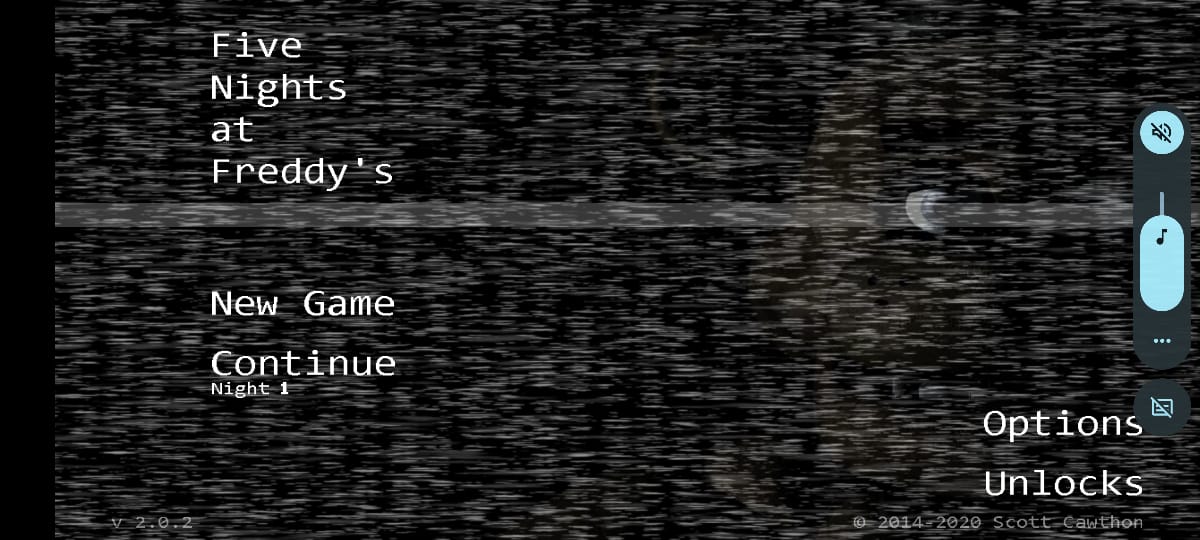 Five
Nights
at
Freddy's
New Game
Continue
Night 1
Options
Unlocks
v 2.0.2
© 2014-2020 Scott Cawthon